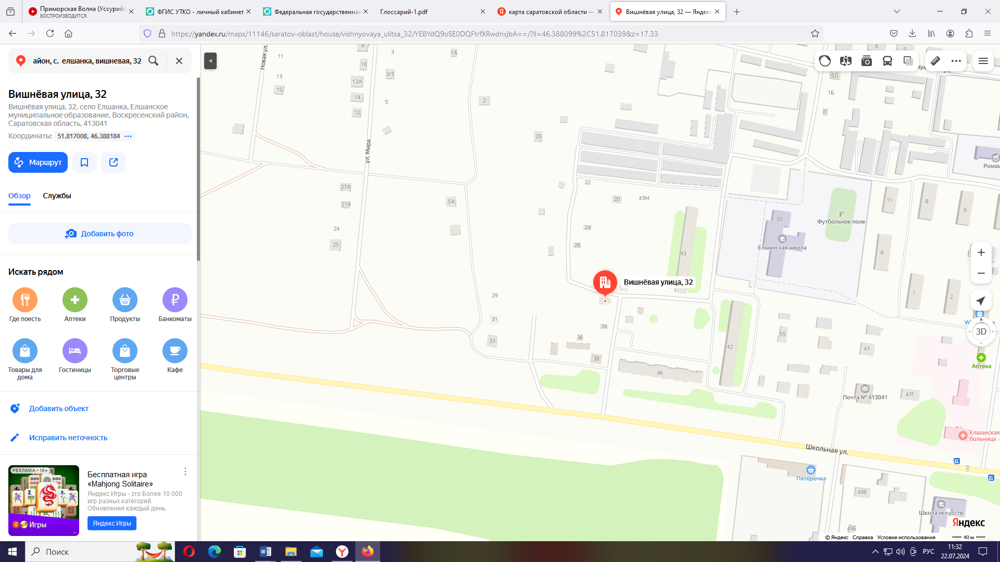 Приморская Волна (Уссурийс
ВОСПРОИЗВОДИТСЯ
ФГИС УТКО - личный кабинет
Федеральная государственная
Глоссарий-1.pdf
карта саратовской области —
Вишнёвая улица, 32 — Яндекс
https://yandex.ru/maps/11146/saratov-oblast/house/vishnyovaya_ulitsa_32/YE8YdQ9oSE0DQFtrfXRwdnxjbA==/?ll=46.388099%2C51.817039&z=17.33
айон, с. елшанка, вишневая, 32
Вишнёвая улица, 32
Вишнёвая улица, 32, село Елшанка, Елшанское
муниципальное образование, Воскресенский район,
Саратовская область, 413041
Координаты: 51.817008, 46.388184
Маршрут
Обзор
Службы
Добавить фото
Искать рядом
Где поесть
Аптеки
Продукты
Банкоматы
Товары для
дома
Гостиницы
Торговые
центры
Кафе
Добавить объект
Исправить неточность
РЕКЛАМА • 16+
Игры
Бесплатная игра
«Mahjong Solitaire»
Яндекс Игры - это Более 10 000
игр разных категорий.
Обновления каждый день
Яндекс Игры
Новая ул.
11
13
15
8
10
12А
14
12
3
3/1
5
1А
2
29
ул. Мира
27А
21А
24
25
5А
22
20
43М
24
28
43
Вишнёвая улица, 32
29
31
33
34
36
38
46
42
6
5
6Д
1Б
1Г
Ромаш
50
Елшанская школа
Футбольное поле
11
8
9
6
1
2
3D
55
47
Аптека
Почта № 413041
47Г
Елшанская
больница
Школьная ул.
Пятёрочка
49В
49Б
Школа искусств
Яндекс
© Яндекс Справка Условия использования
40 м
Поиск
РУС
11:32
22.07.2024